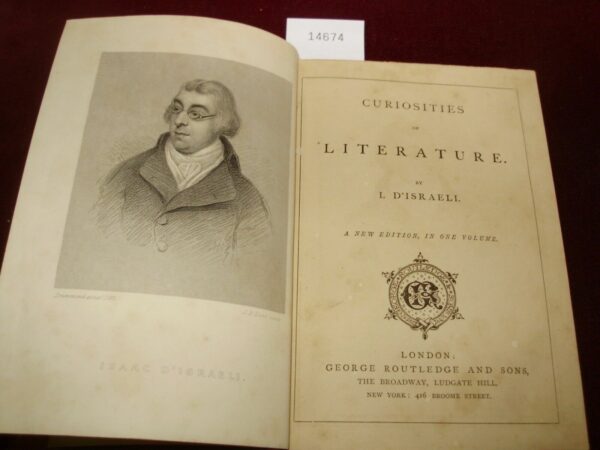 14674
ISAAC D'ISRAELI.
CURIOSITIES
OF
LITERATURE.
BY
I. D'ISRAELI.
A NEW EDITION, IN ONE VOLUME.
LONDON:
GEORGE ROUTLEDGE AND SONS,
THE BROADWAY, LUDGATE HILL.
NEW YORK: 416 BROOME STREET.